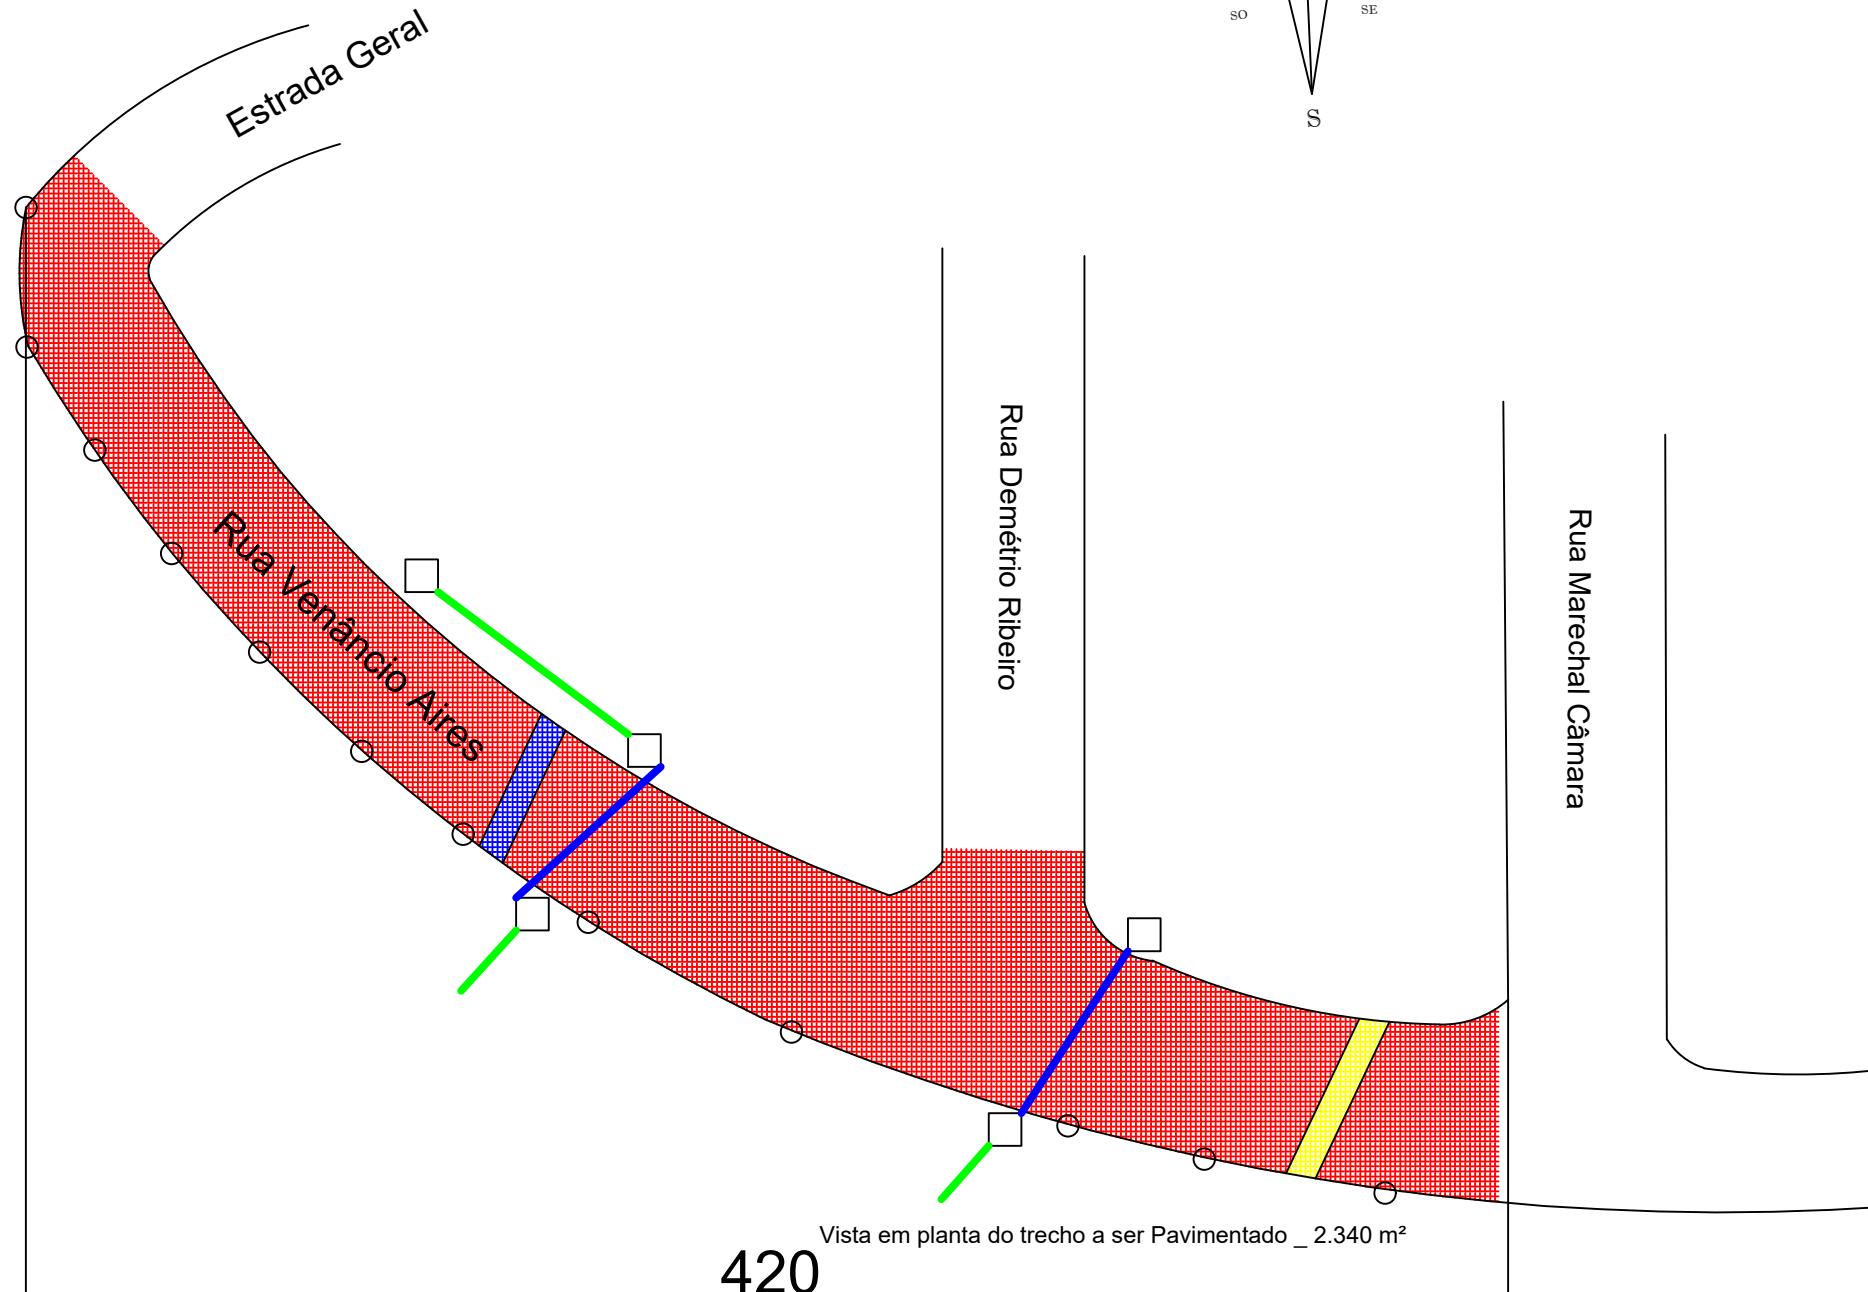 SO
SE
S
Estrada Geral
Rua Demétrio Ribeiro
Rua Marechal Câmara
Rua Venâncio Aires
Vista em planta do trecho a ser Pavimentado _ 2.340 m²
420